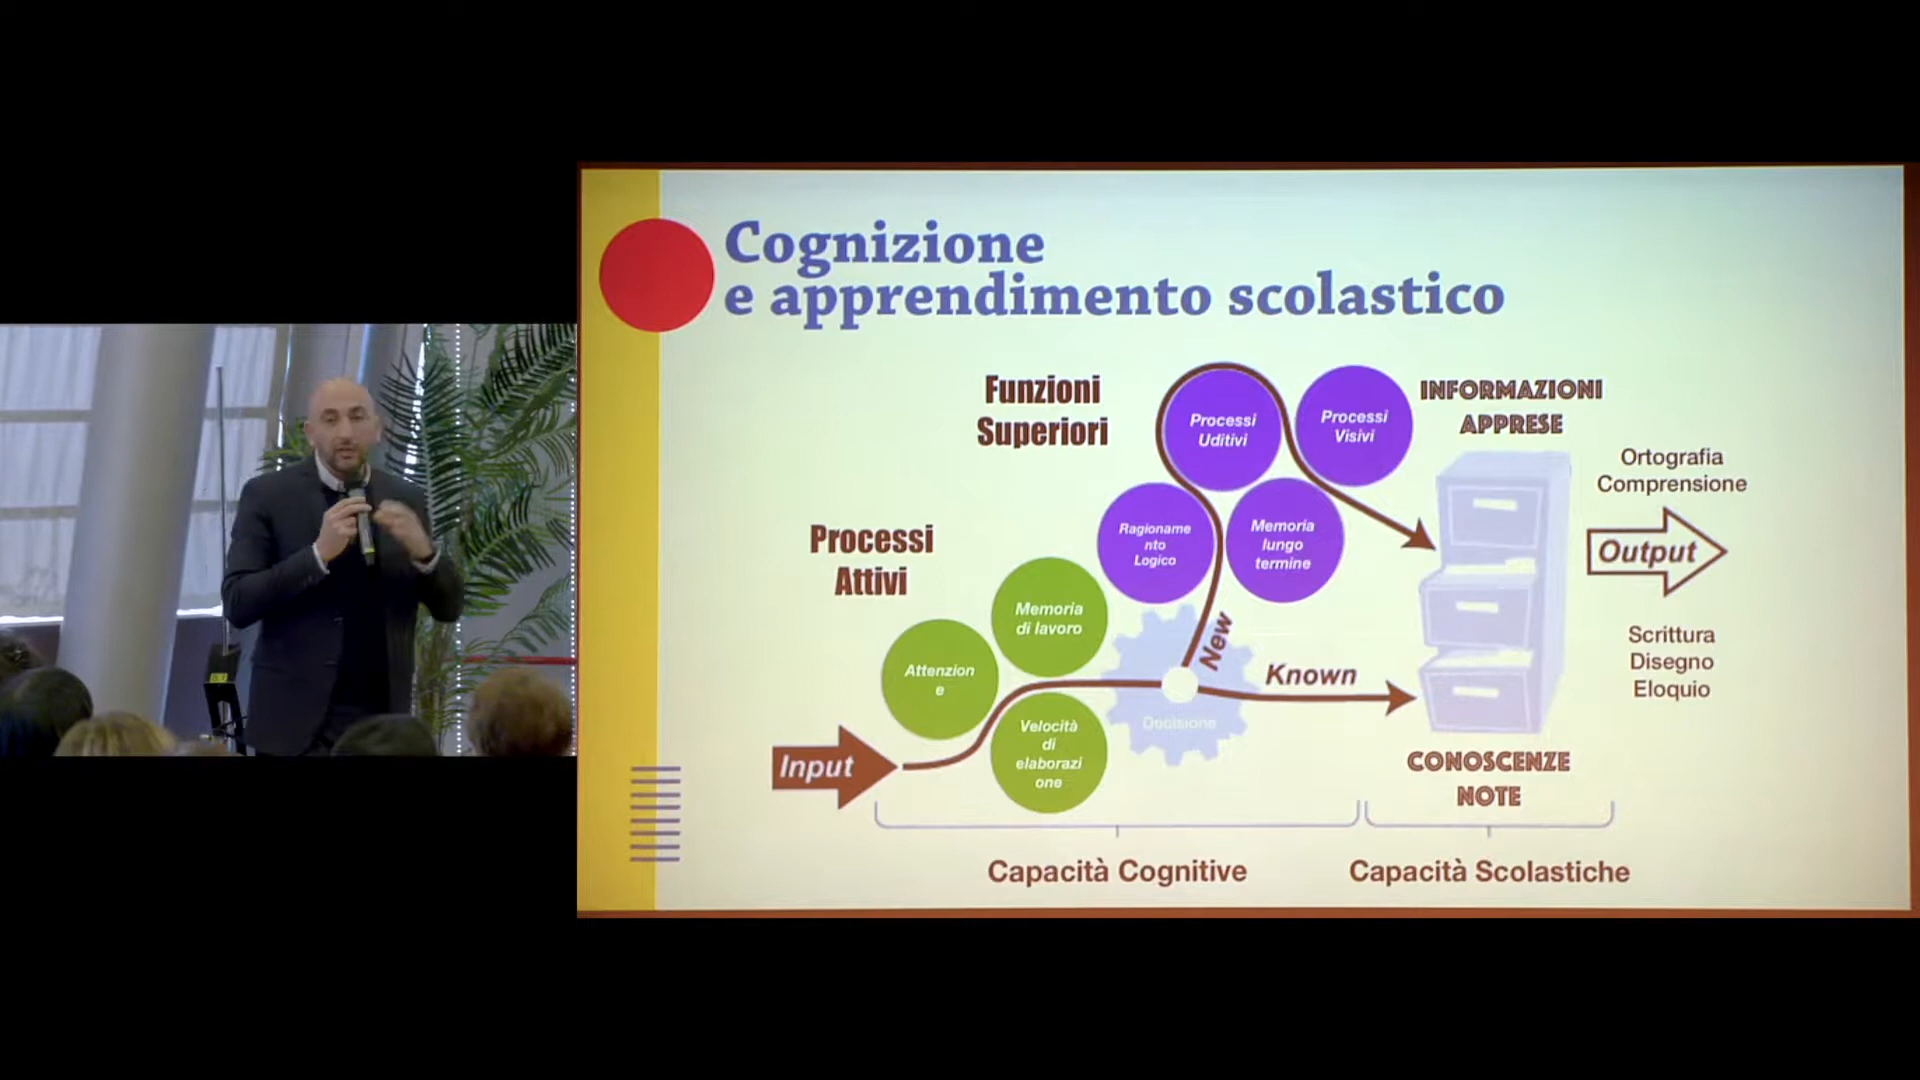 Cognizione
e apprendimento scolastico
Funzioni
Superiori
Processi
Uditivi
Processi
Visivi
INFORMAZIONI
APPRESE
Ortografia
Comprensione
Processi
Attivi
Ragioname
nto
Logico
Memoria
lungo
termine
Output
Memoria
di lavoro
Attenzion
e
New
Known
Scrittura
Disegno
Eloquio
Decisione
Velocità
di
elaborazi
one
Input
CONOSCENZE
NOTE
Capacità Cognitive
Capacità Scolastiche